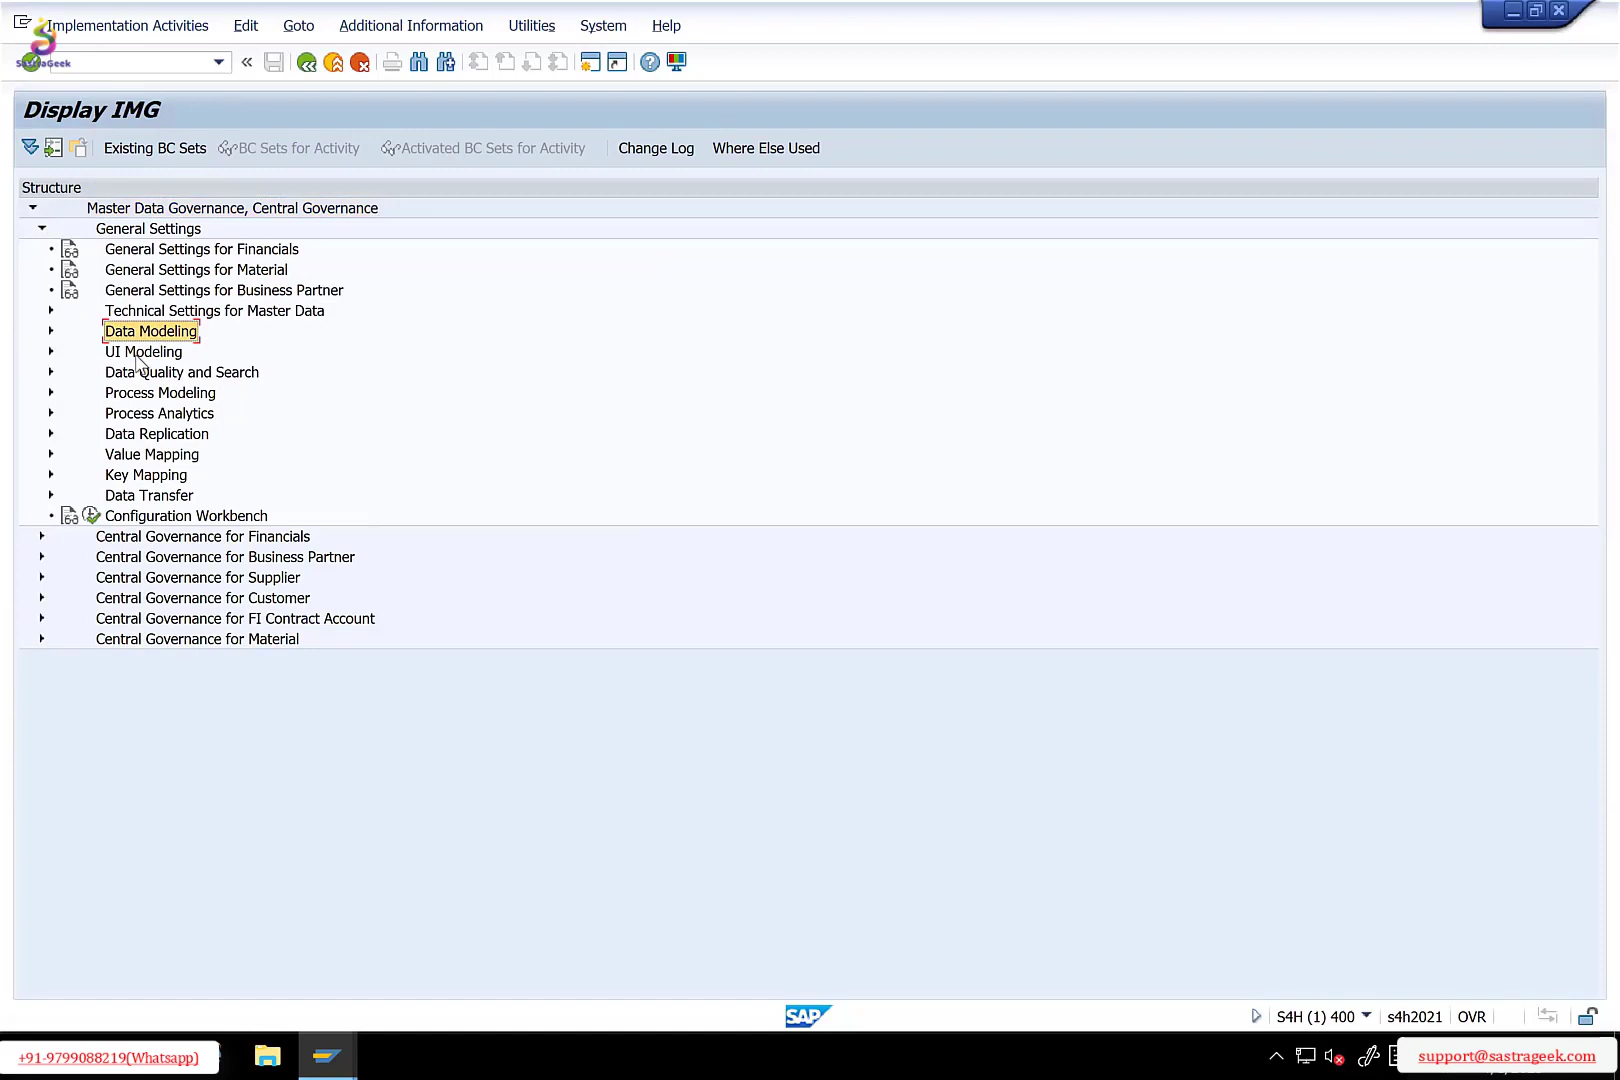 Implementation Activities Edit Goto Additional Information Utilities System Help
SastraGeek
Display IMG
Existing BC Sets BC Sets for Activity Activated BC Sets for Activity Change Log Where Else Used
Structure
Master Data Governance, Central Governance
General Settings
General Settings for Financials
General Settings for Material
General Settings for Business Partner
Technical Settings for Master Data
Data Modeling
UI Modeling
Data Quality and Search
Process Modeling
Process Analytics
Data Replication
Value Mapping
Key Mapping
Data Transfer
Configuration Workbench
Central Governance for Financials
Central Governance for Business Partner
Central Governance for Supplier
Central Governance for Customer
Central Governance for FI Contract Account
Central Governance for Material
SAP S4H (1) 400 s4h2021 OVR
+91-9799088219(Whatsapp) support@sastrageek.com